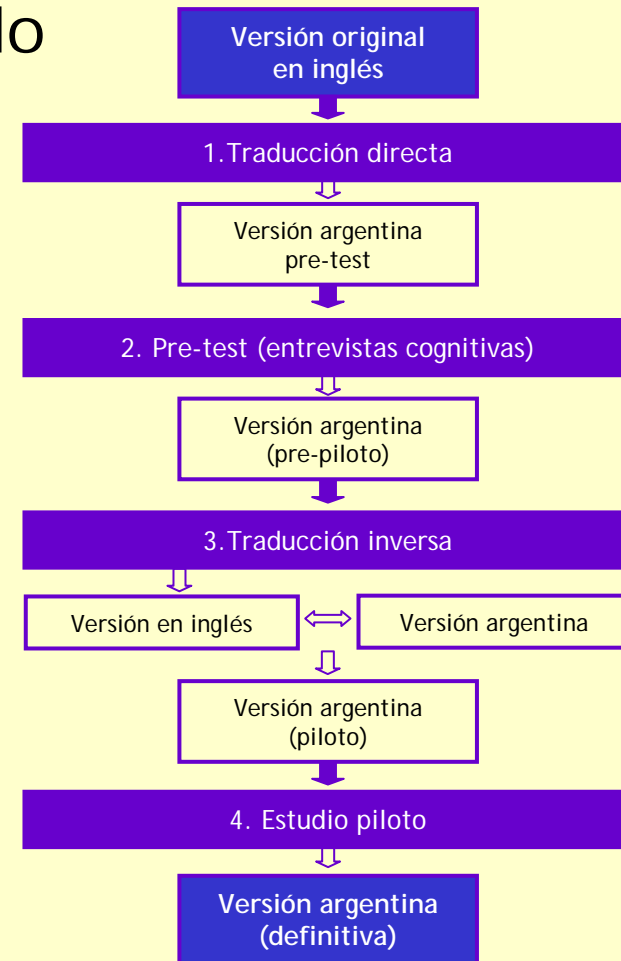 Versión original
en inglés
1.Traducción directa
Versión argentina
pre-test
2. Pre-test (entrevistas cognitivas)
Versión argentina
(pre-piloto)
3.Traducción inversa
Versión en inglés
Versión argentina
Versión argentina
(piloto)
4. Estudio piloto
Versión argentina
(definitiva)